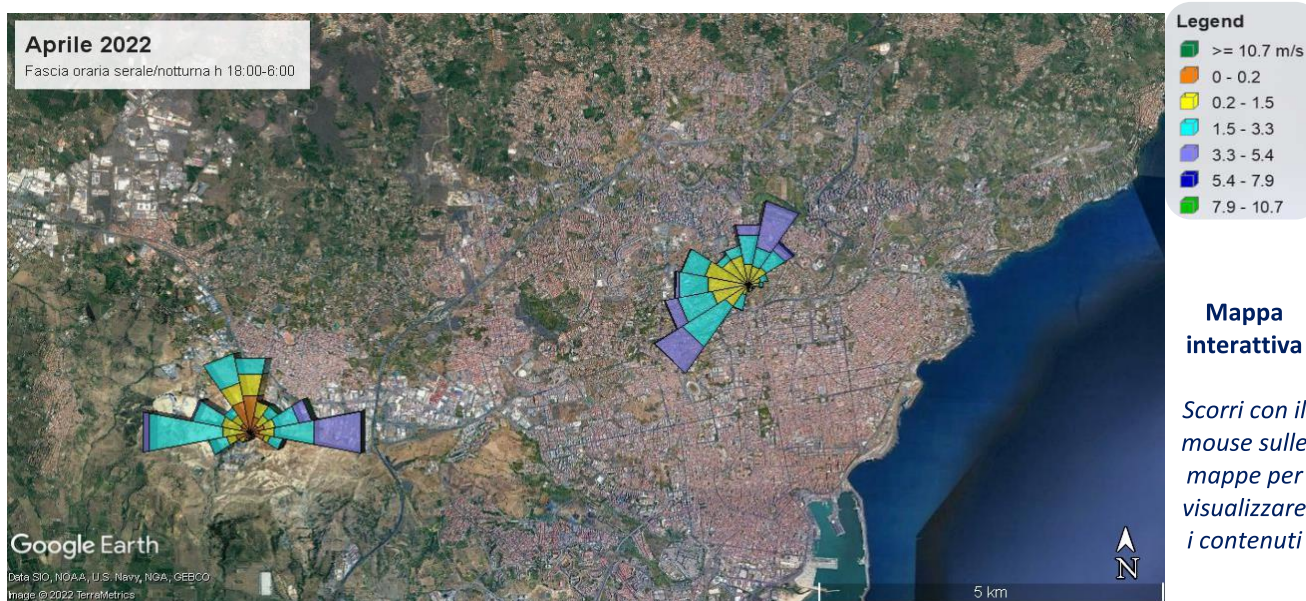 Aprile 2022
Fascia oraria serale/notturna h 18:00-6:00
Legend
>= 10.7 m/s
0 - 0.2
0.2 - 1.5
1.5 - 3.3
3.3 - 5.4
5.4 - 7.9
7.9 - 10.7
Mappa
interattiva
Scorri con il
mouse sulle
mappe per
visualizzare
i contenuti
Google Earth
Data SIO, NOAA, U.S. Navy, NGA, GEBCO
Image © 2022 TerraMetrics
N
5 km